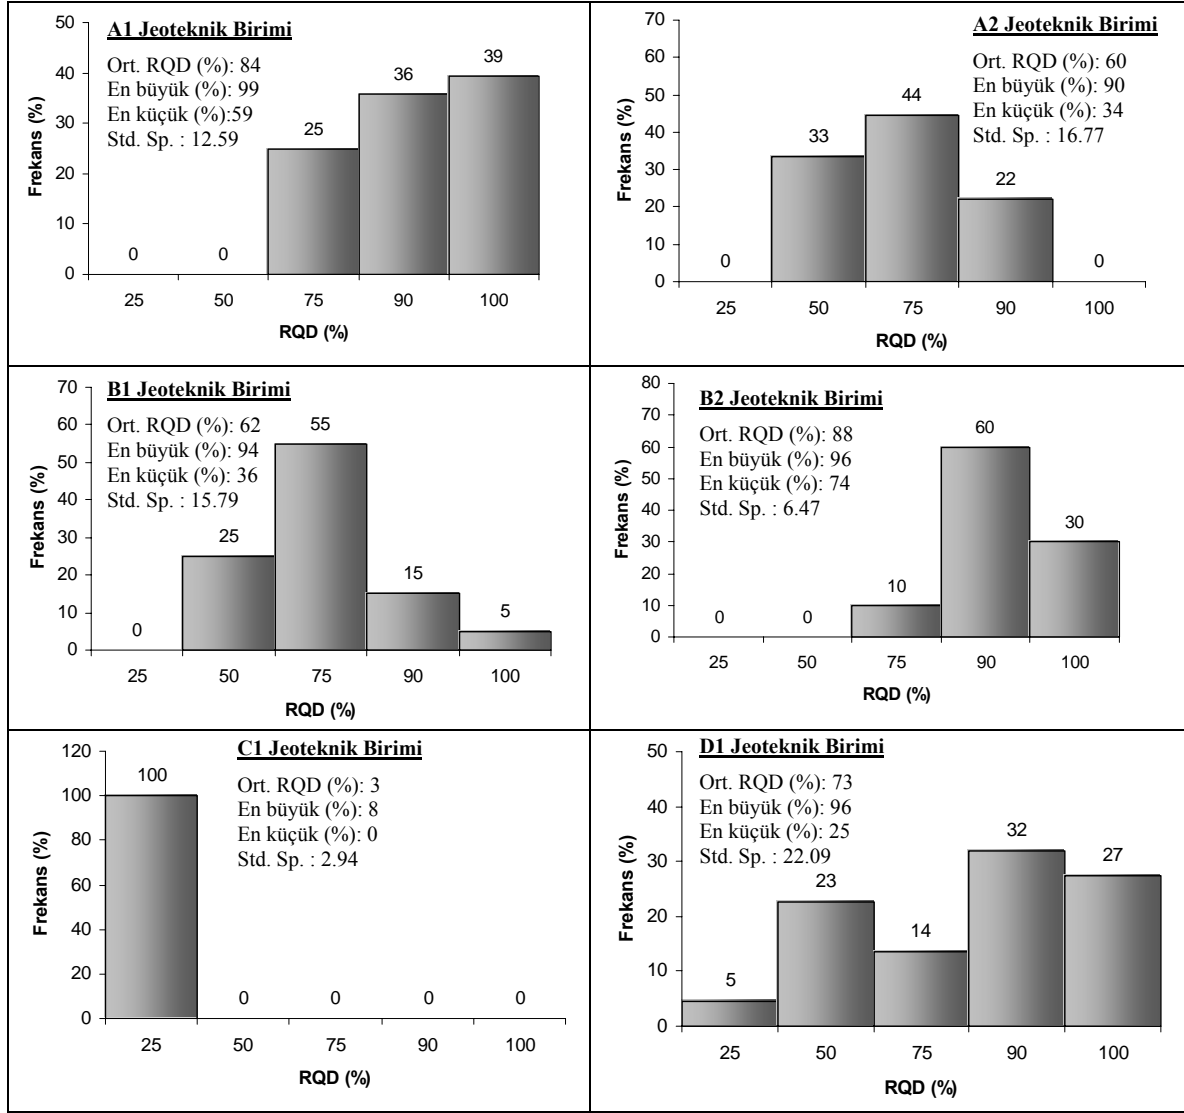 A1 Jeoteknik Birimi
Ort. RQD (%): 84
En büyük (%): 99
En küçük (%):59
Std. Sp. : 12.59
50
40
30
20
10
0
Frekans (%)
0
0
25
36
39
25
50
75
90
100
RQD (%)
A2 Jeoteknik Birimi
Ort. RQD (%): 60
En büyük (%): 90
En küçük (%): 34
Std. Sp. : 16.77
70
60
50
40
30
20
10
0
Frekans (%)
0
33
44
22
0
25
50
75
90
100
RQD (%)
B1 Jeoteknik Birimi
Ort. RQD (%): 62
En büyük (%): 94
En küçük (%): 36
Std. Sp. : 15.79
70
60
50
40
30
20
10
0
Frekans (%)
0
25
55
15
5
25
50
75
90
100
RQD (%)
B2 Jeoteknik Birimi
Ort. RQD (%): 88
En büyük (%): 96
En küçük (%): 74
Std. Sp. : 6.47
80
70
60
50
40
30
20
10
0
Frekans (%)
0
0
10
60
30
25
50
75
90
100
RQD (%)
C1 Jeoteknik Birimi
Ort. RQD (%): 3
En büyük (%): 8
En küçük (%): 0
Std. Sp. : 2.94
120
100
80
60
40
20
0
Frekans (%)
100
0
0
0
0
25
50
75
90
100
RQD (%)
D1 Jeoteknik Birimi
Ort. RQD (%): 73
En büyük (%): 96
En küçük (%): 25
Std. Sp. : 22.09
50
40
30
20
10
0
Frekans (%)
5
23
14
32
27
25
50
75
90
100
RQD (%)